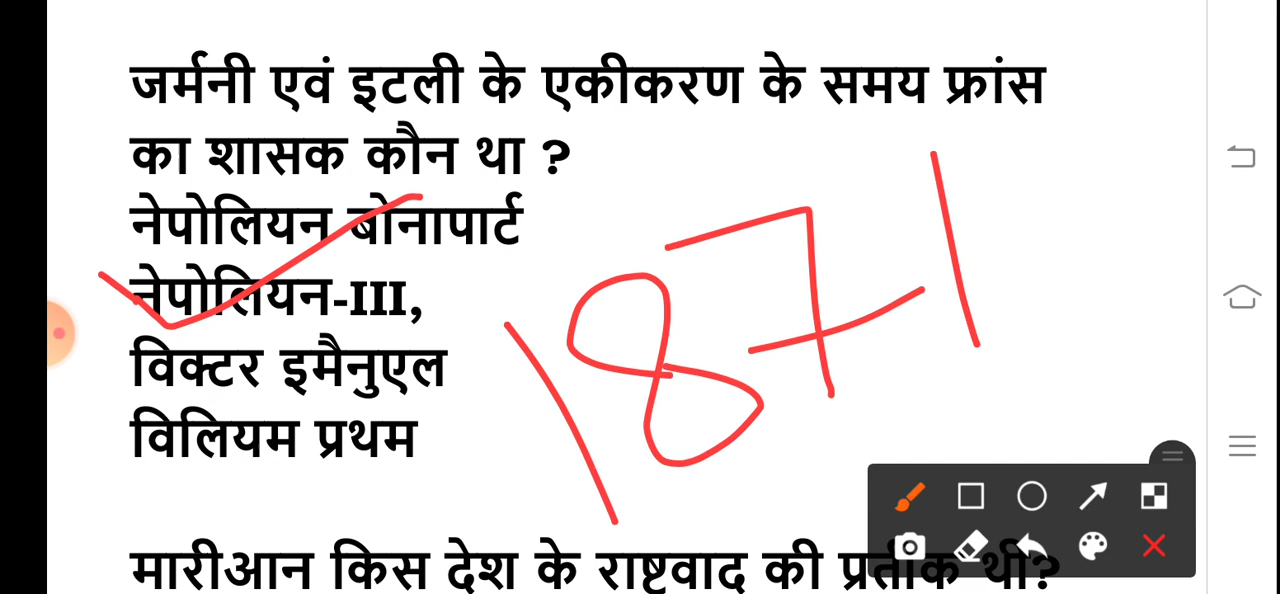 जर्मनी एवं इटली के एकीकरण के समय फ्रांस
का शासक कौन था ?
नेपोलियन बोनापार्ट
नेपोलियन-III,
विक्टर इमैनुएल
विलियम प्रथम
1871
मारीआन किस देश के राष्ट्रवाद की प्रतीक थी?